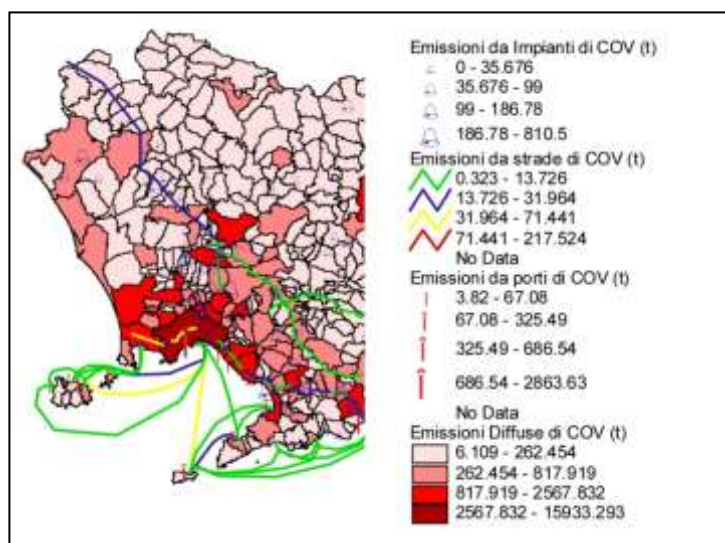 Emissioni da Impianti di COV (t)
0 - 35.676
35.676 - 99
99 - 186.78
186.78 - 810.5
Emissioni da strade di COV (t)
0.323 - 13.726
13.726 - 31.964
31.964 - 71.441
71.441 - 217.524
No Data
Emissioni da porti di COV (t)
3.82 - 67.08
67.08 - 325.49
325.49 - 686.54
686.54 - 2863.63
No Data
Emissioni Diffuse di COV (t)
6.109 - 262.454
262.454 - 817.919
817.919 - 2567.832
2567.832 - 15933.293